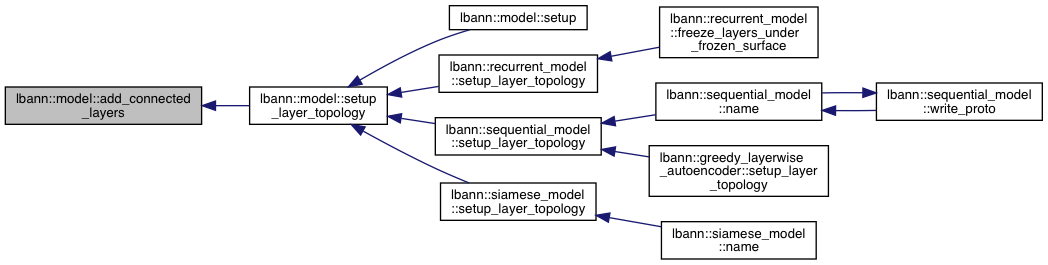 lbann::model::add_connected
_layers
lbann::model::setup
_layer_topology
lbann::model::setup
lbann::recurrent_model
::setup_layer_topology
lbann::recurrent_model
::freeze_layers_under
_frozen_surface
lbann::sequential_model
::setup_layer_topology
lbann::sequential_model
::name
lbann::sequential_model
::write_proto
lbann::greedy_layerwise
_autoencoder::setup_layer
_topology
lbann::siamese_model
::setup_layer_topology
lbann::siamese_model
::name